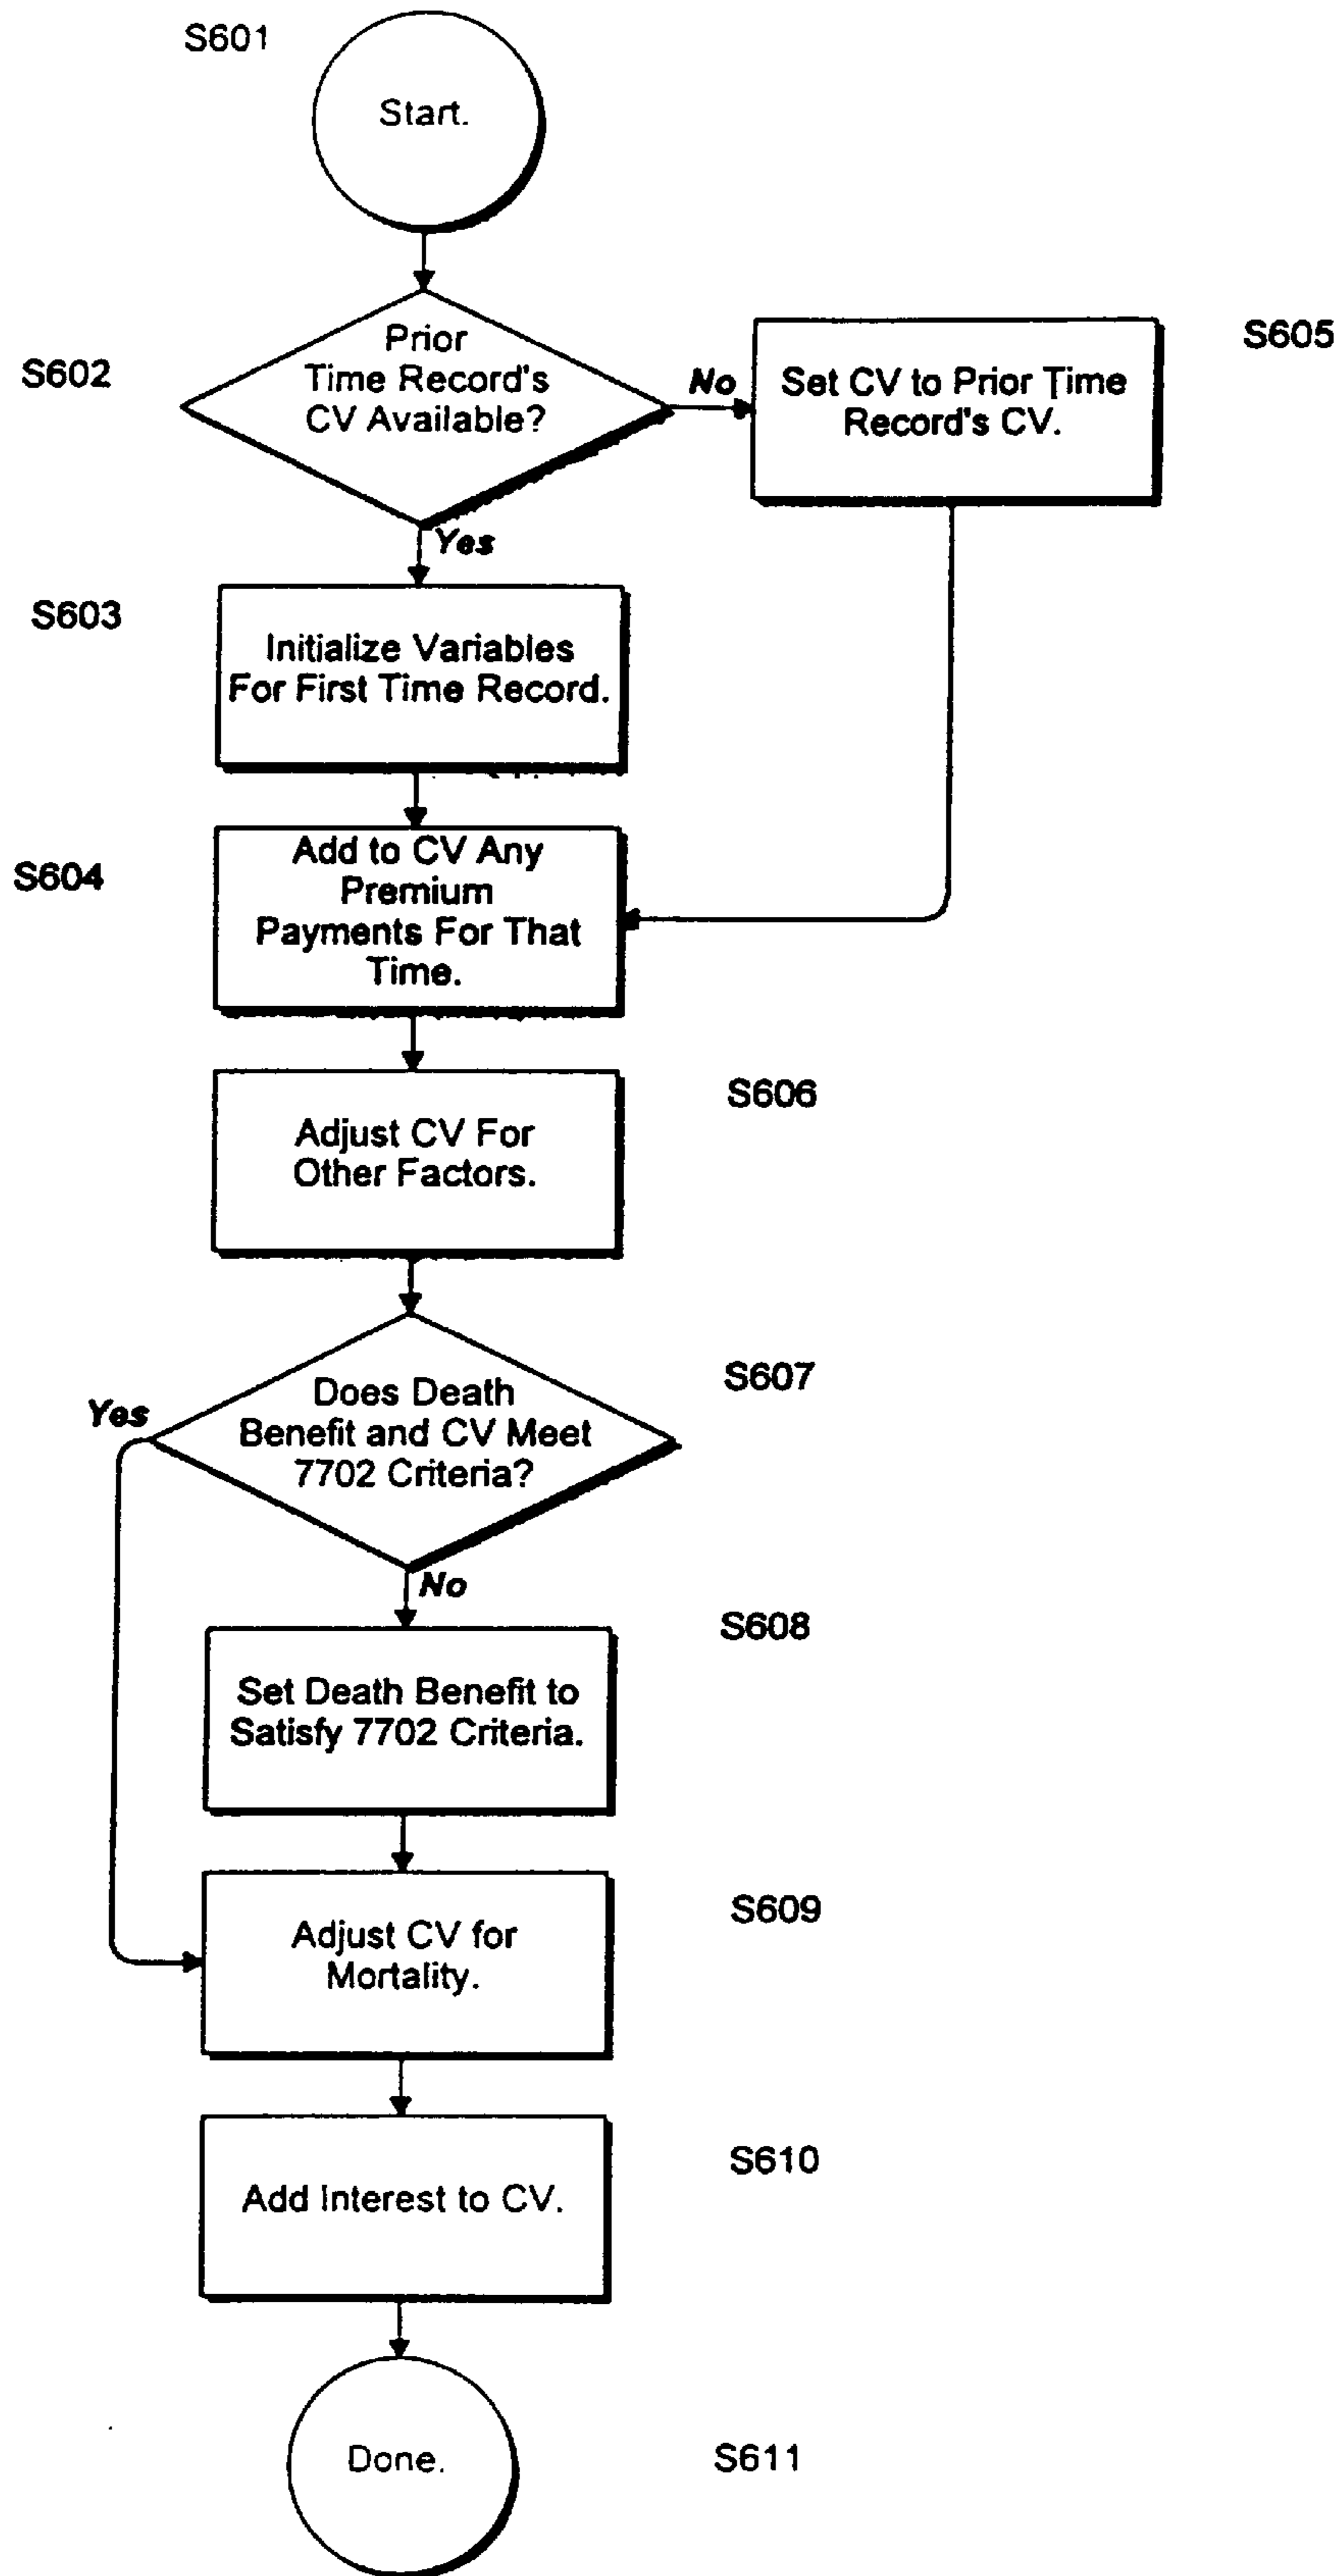 S601
Start.
S602
Prior
Time Record's
CV Available?
No
S605
Set CV to Prior Time
Record's CV.
Yes
S603
Initialize Variables
For First Time Record.
S604
Add to CV Any
Premium
Payments For That
Time.
S606
Adjust CV For
Other Factors.
S607
Does Death
Benefit and CV Meet
7702 Criteria?
Yes
No
S608
Set Death Benefit to
Satisfy 7702 Criteria.
S609
Adjust CV for
Mortality.
S610
Add Interest to CV.
Done.
S611